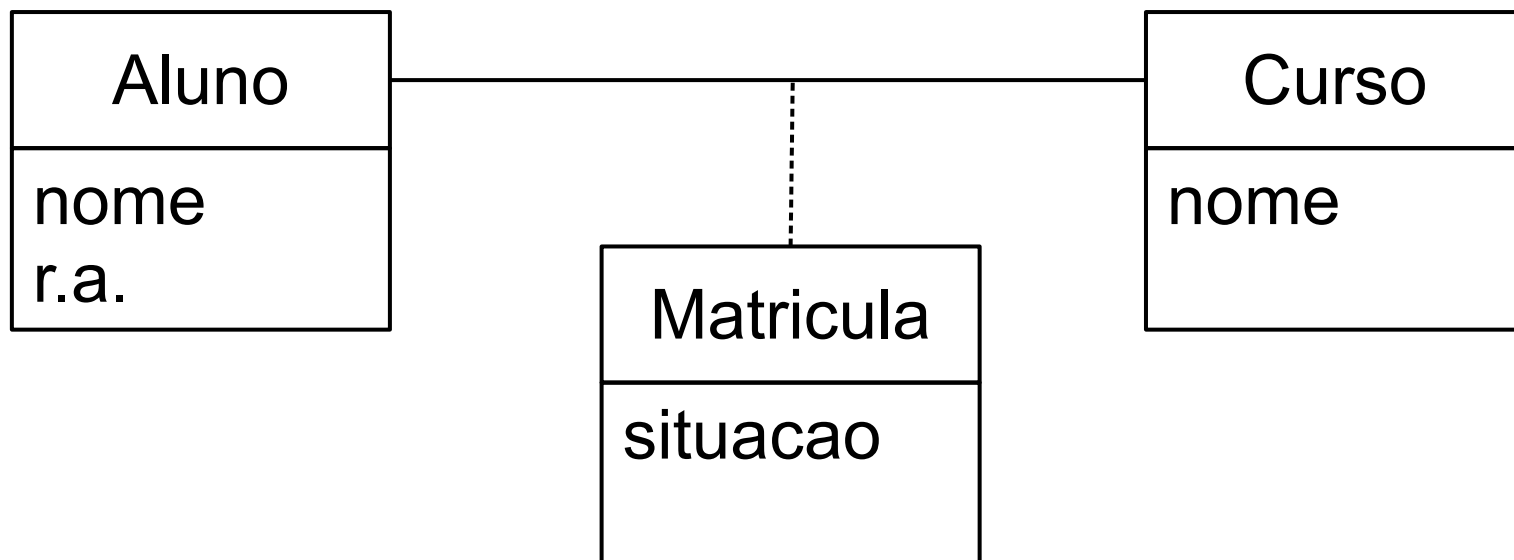 Aluno
nome
r.a.
Curso
nome
Matricula
situacao